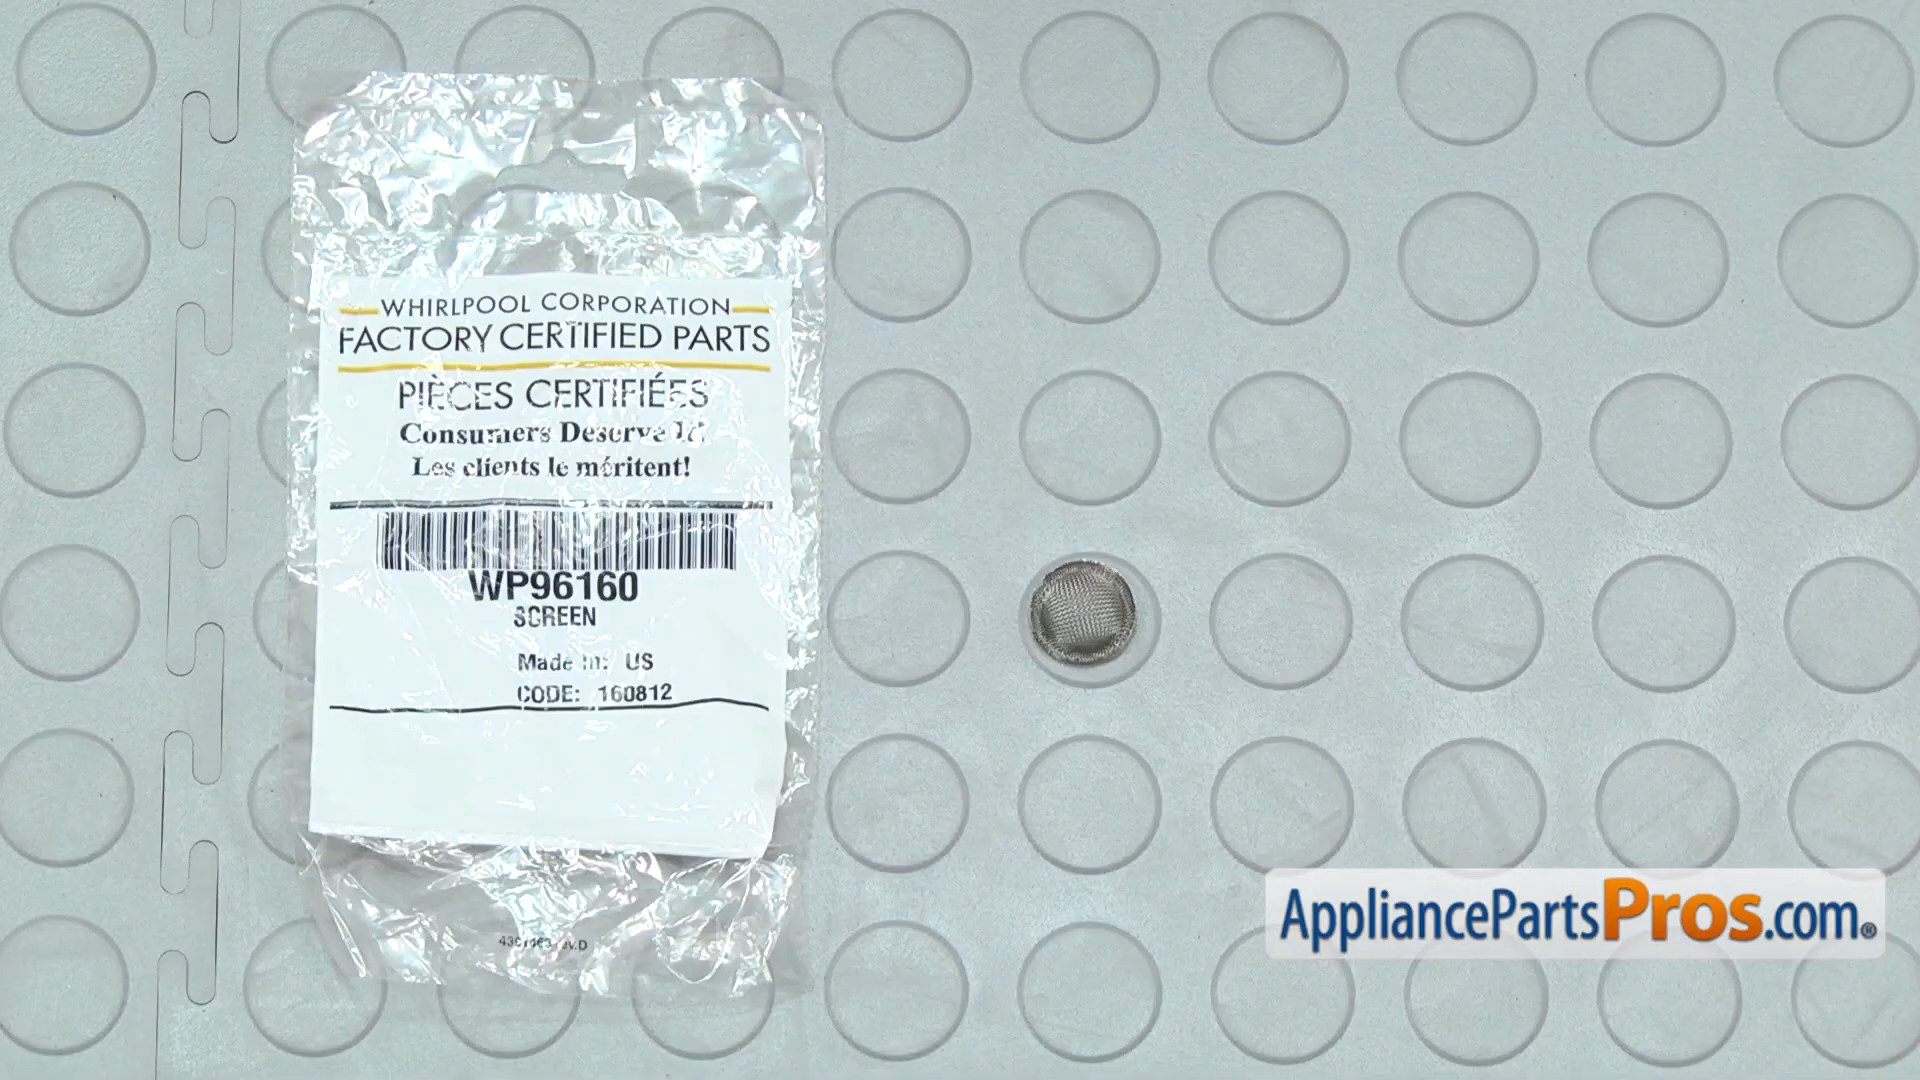 WHIRLPOOL CORPORATION
FACTORY CERTIFIED PARTS
PIÈCES CERTIFIÉES
Consumers Deserve It!
Les clients le méritent!
WP96160
SCREEN
Made In: US
CODE: 160812
AppliancePartsPros.com®